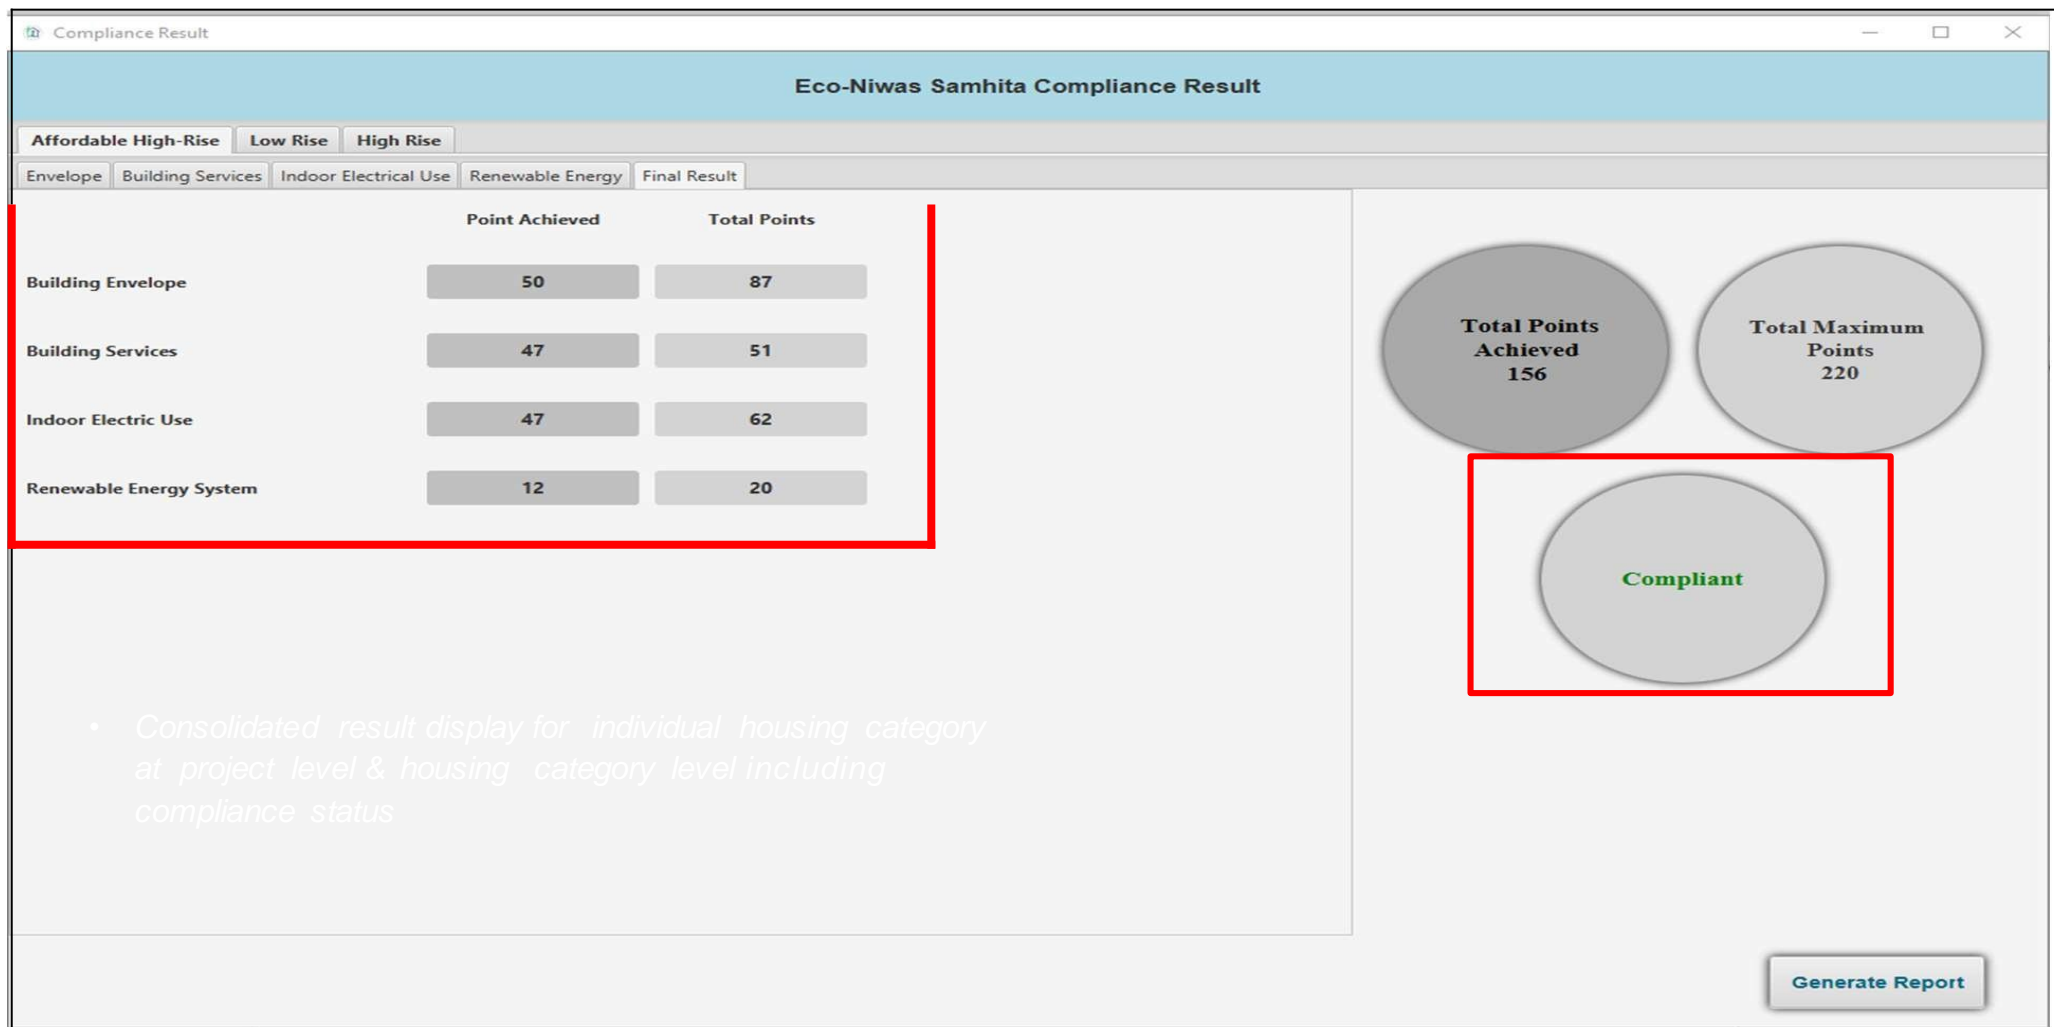 Compliance Result
Eco-Niwas Samhita Compliance Result
Affordable High-Rise Low Rise High Rise
Envelope Building Services Indoor Electrical Use Renewable Energy Final Result
Point Achieved Total Points
Building Envelope 50 87
Building Services 47 51
Indoor Electric Use 47 62
Renewable Energy System 12 20
Total Points
Achieved
156
Total Maximum
Points
220
Compliant
• Consolidated result display for individual housing category
at project level & housing category level including
compliance status
Generate Report